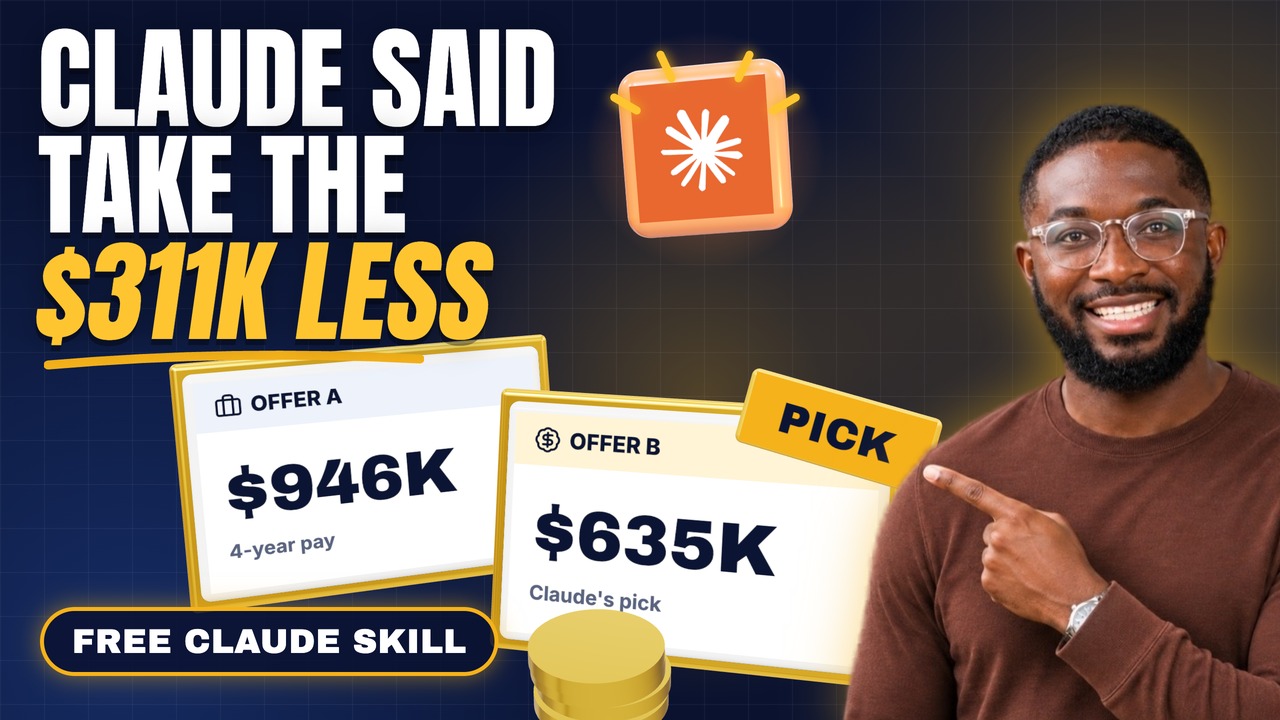 CLAUDE SAID
TAKE THE
$311K LESS
OFFER A
$946K
4-year pay
OFFER B
PICK
$635K
Claude's pick
FREE CLAUDE SKILL